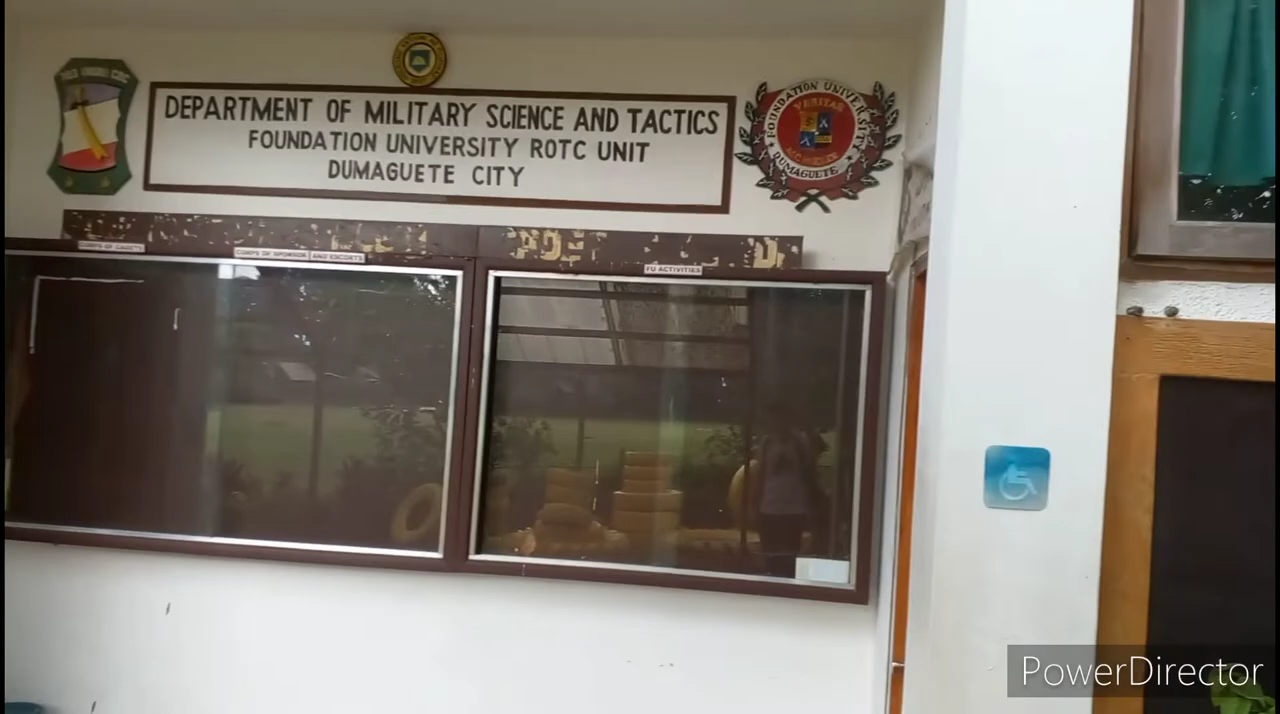 DEPARTMENT OF MILITARY SCIENCE AND TACTICS
FOUNDATION UNIVERSITY ROTC UNIT
DUMAGUETE CITY
FOUNDATION UNIVERSITY
VERITAS
DUMAGUETE
CORPS OF CADETS
CORPS OF SPONSOR AND ESCORTS
FU ACTIVITIES
PowerDirector